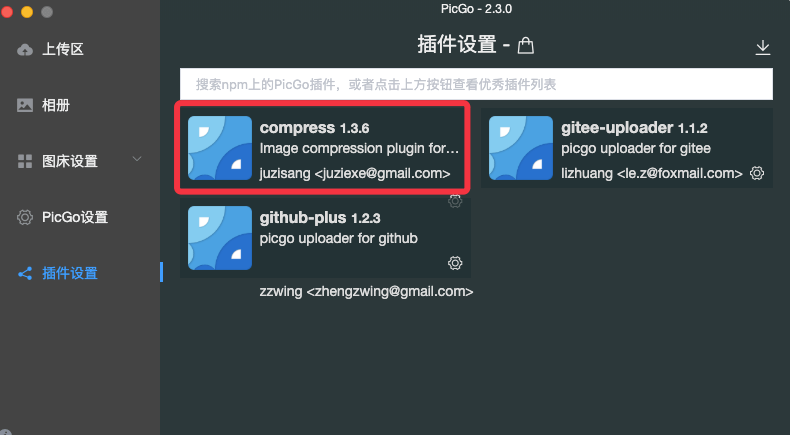 PicGo - 2.3.0
上传区
相册
图床设置
PicGo设置
插件设置
插件设置 -
搜索npm上的PicGo插件，或者点击上方按钮查看优秀插件列表
compress 1.3.6
Image compression plugin for...
juzisang <juziexe@gmail.com>
gitee-uploader 1.1.2
picgo uploader for gitee
lizhuang <le.z@foxmail.com>
github-plus 1.2.3
picgo uploader for github
zzwing <zhengzwing@gmail.com>